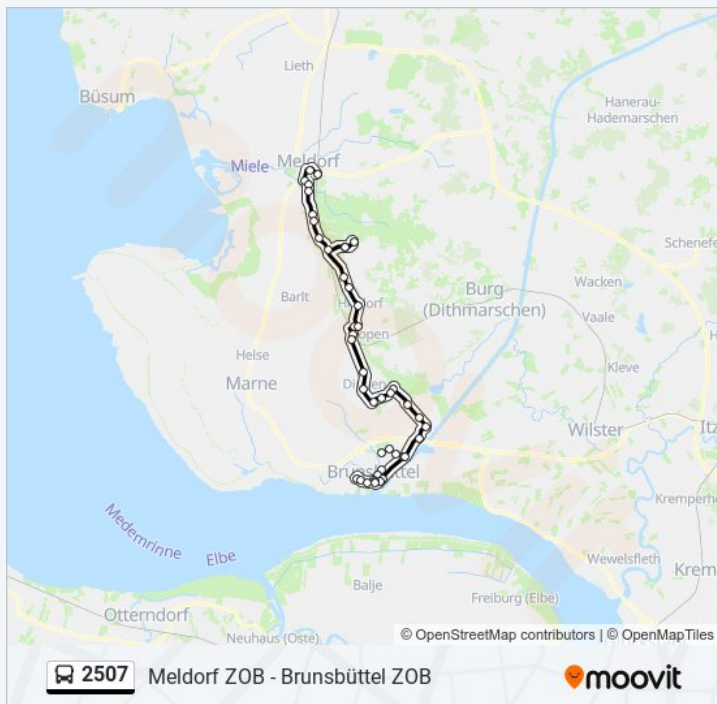 Lieth
Büsum
Hanerau-
Hademarschen
Miele
Meldorf
Schenefe
Burg
(Dithmarschen)
Wacken
Barlt
Vaale
Helse
Kleve
Marne
Wilster
Itz
Brunsbüttel
Kremperh
Medemrinne
Elbe
Wewelsfleth
Krem
Balje
Freiburg (Elbe)
Otterndorf
Neuhaus (Oste)
© OpenStreetMap contributors | © OpenMapTiles
2507 Meldorf ZOB - Brunsbüttel ZOB moovit